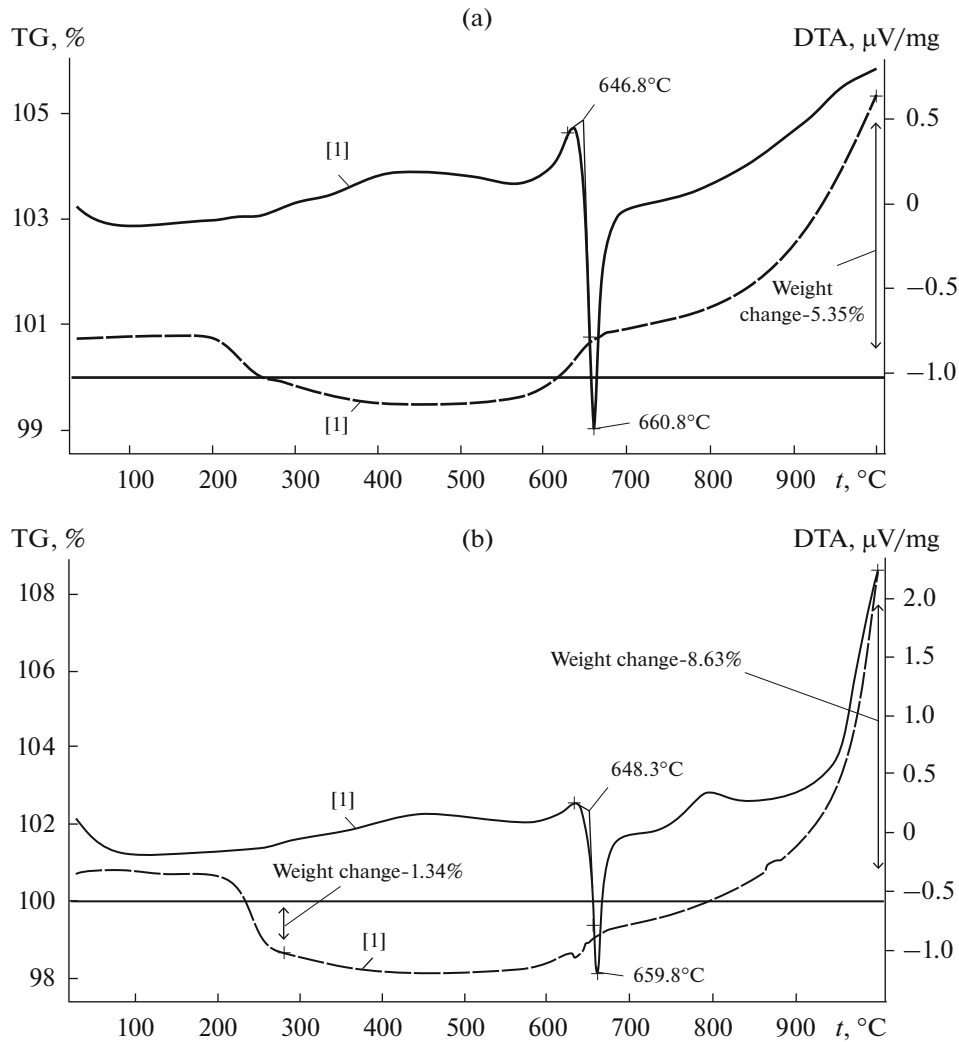 (a)
TG, % DTA, μV/mg
646.8°C
105
0.5
[1]
103
0
−0.5
Weight
change-5.35%
101
−1.0
[1]
660.8°C
99
100 200 300 400 500 600 700 800 900 t, °C
TG, % (b) DTA, μV/mg
108
2.0
Weight change-8.63%
1.5
106
1.0
104
648.3°C
0.5
[1]
102
0
Weight change-1.34%
100
−0.5
[1]
−1.0
98
659.8°C
100 200 300 400 500 600 700 800 900 t, °C